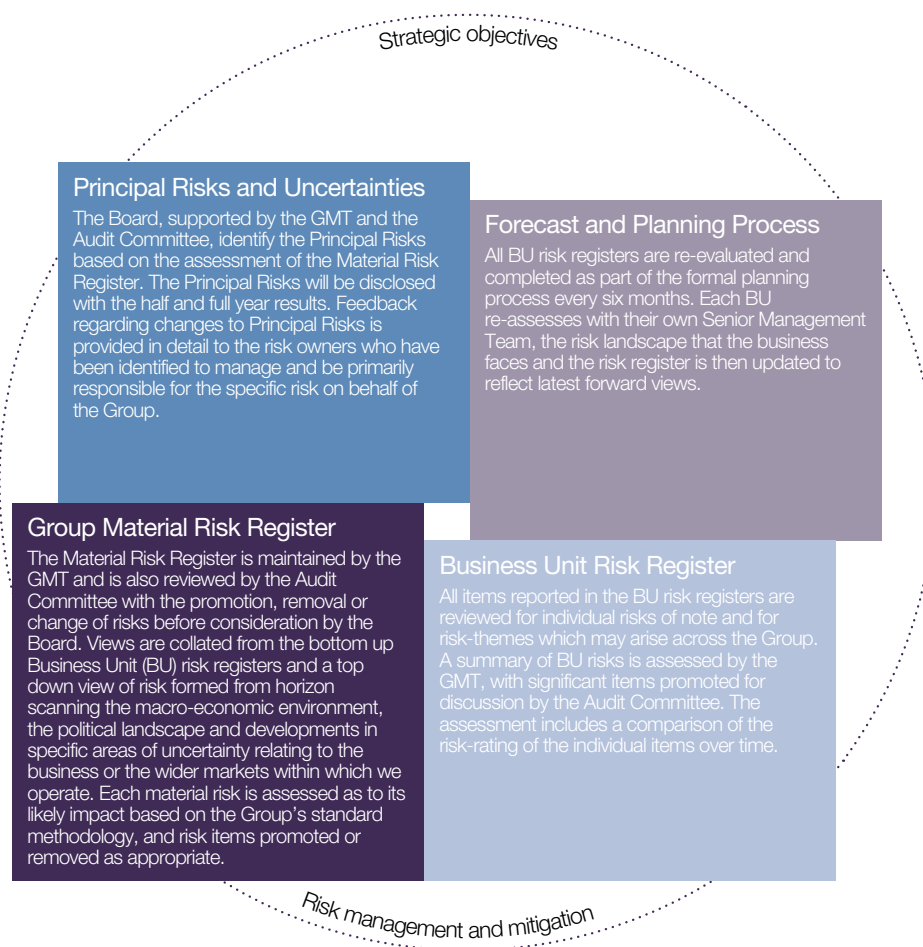 Strategic objectives
Principal Risks and Uncertainties
The Board, supported by the GMT and the
Audit Committee, identify the Principal Risks
based on the assessment of the Material Risk
Register. The Principal Risks will be disclosed
with the half and full year results. Feedback
regarding changes to Principal Risks is
provided in detail to the risk owners who have
been identified to manage and be primarily
responsible for the specific risk on behalf of
the Group.
Forecast and Planning Process
All BU risk registers are re-evaluated and
completed as part of the formal planning
process every six months. Each BU
re-assesses with their own Senior Management
Team, the risk landscape that the business
faces and the risk register is then updated to
reflect latest forward views.
Group Material Risk Register
The Material Risk Register is maintained by the
GMT and is also reviewed by the Audit
Committee with the promotion, removal or
change of risks before consideration by the
Board. Views are collated from the bottom up
Business Unit (BU) risk registers and a top
down view of risk formed from horizon
scanning the macro-economic environment,
the political landscape and developments in
specific areas of uncertainty relating to the
business or the wider markets within which we
operate. Each material risk is assessed as to its
likely impact based on the Group's standard
methodology, and risk items promoted or
removed as appropriate.
Business Unit Risk Register
All items reported in the BU risk registers are
reviewed for individual risks of note and for
risk-themes which may arise across the Group.
A summary of BU risks is assessed by the
GMT, with significant items promoted for
discussion by the Audit Committee. The
assessment includes a comparison of the
risk-rating of the individual items over time.
Risk management and mitigation